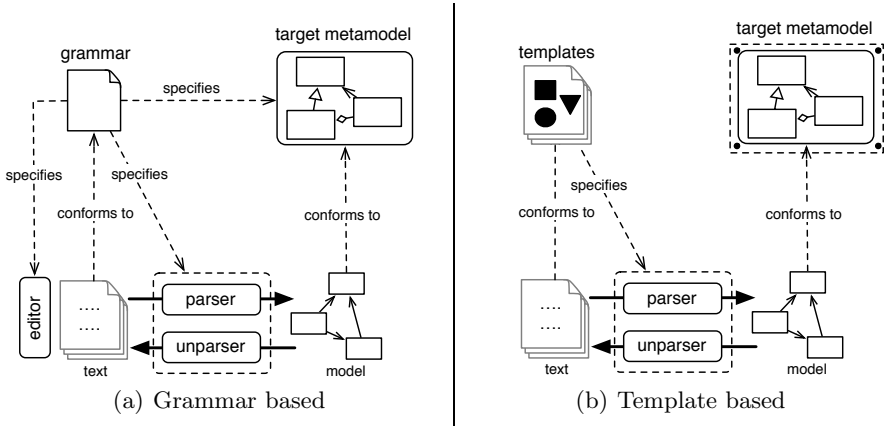 target metamodel
grammar
specifies
specifies
specifies
conforms to
conforms to
editor
....
....
parser
unparser
text
model
(a) Grammar based
target metamodel
templates
specifies
conforms to
conforms to
....
....
parser
unparser
text
model
(b) Template based